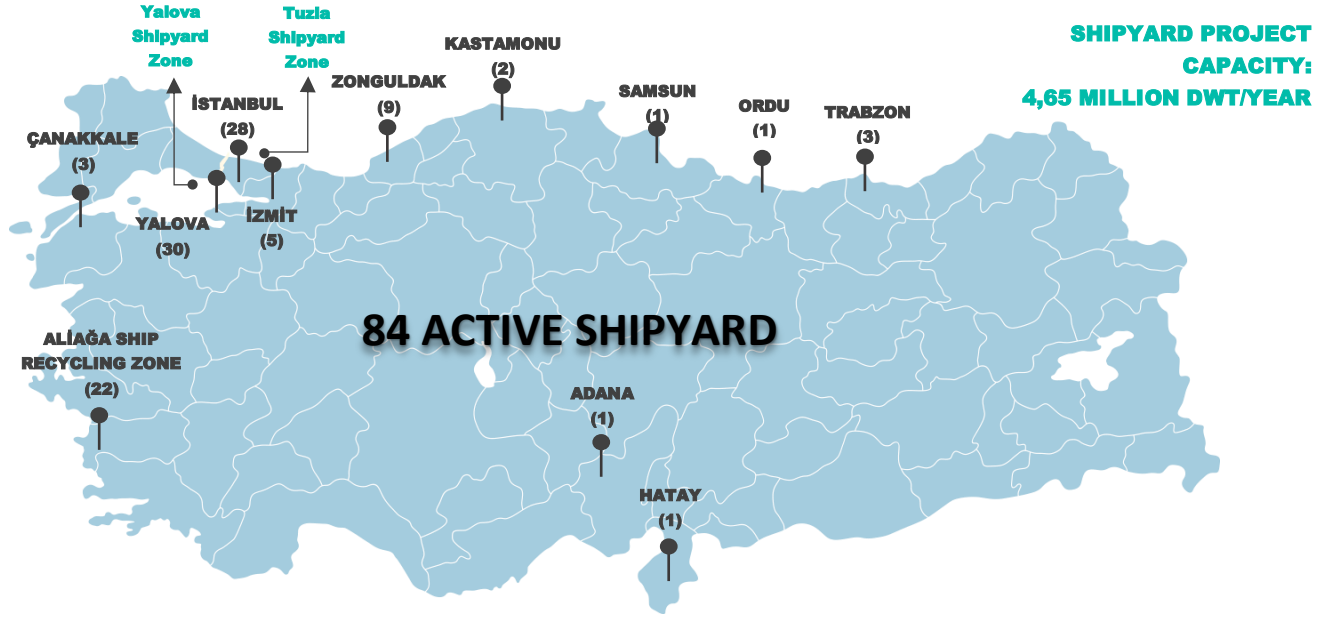 Yalova
Shipyard
Zone
Tuzla
Shipyard
Zone
SHIPYARD PROJECT
CAPACITY:
4,65 MILLION DWT/YEAR
KASTAMONU
(2)
ZONGULDAK
(9)
İSTANBUL
(28)
SAMSUN
(1)
ORDU
(1)
TRABZON
(3)
ÇANAKKALE
(3)
YALOVA
(30)
İZMİT
(5)
84 ACTIVE SHIPYARD
ALİAĞA SHIP
RECYCLING ZONE
(22)
ADANA
(1)
HATAY
(1)